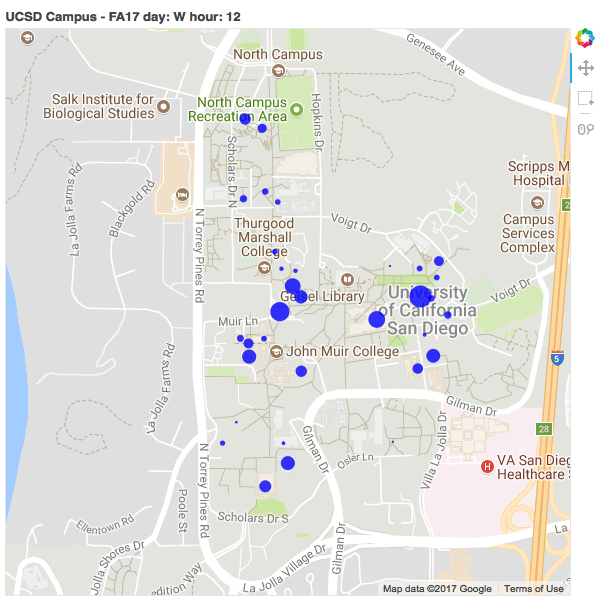 UCSD Campus - FA17 day: W hour: 12
Genesee Ave
North Campus
Salk Institute for
Biological Studies
North Campus
Recreation Area
Hopkins Dr
Scholars Dr N
La Jolla Farms Rd
Blackgold Rd
Scripps M
Hospital
2
Campus
Services
Complex
N Torrey Pines Rd
Thurgood
Marshall
College
Voigt Dr
Geisel Library
University
of California
San Diego
Voigt Dr
Muir Ln
John Muir College
5
La Jolla Farms Rd
Gilman Dr
28
Gilman Dr
Osler Ln
Villa La Jolla Dr
VA San Dieg
Healthcare
N Torrey Pines Rd
Poole St
Ellentown Rd
Scholars Dr S
La Jolla Shores Dr
Gilman Dr
La
La Jolla Village Dr
edition Way
Map data ©2017 Google
Terms of Use